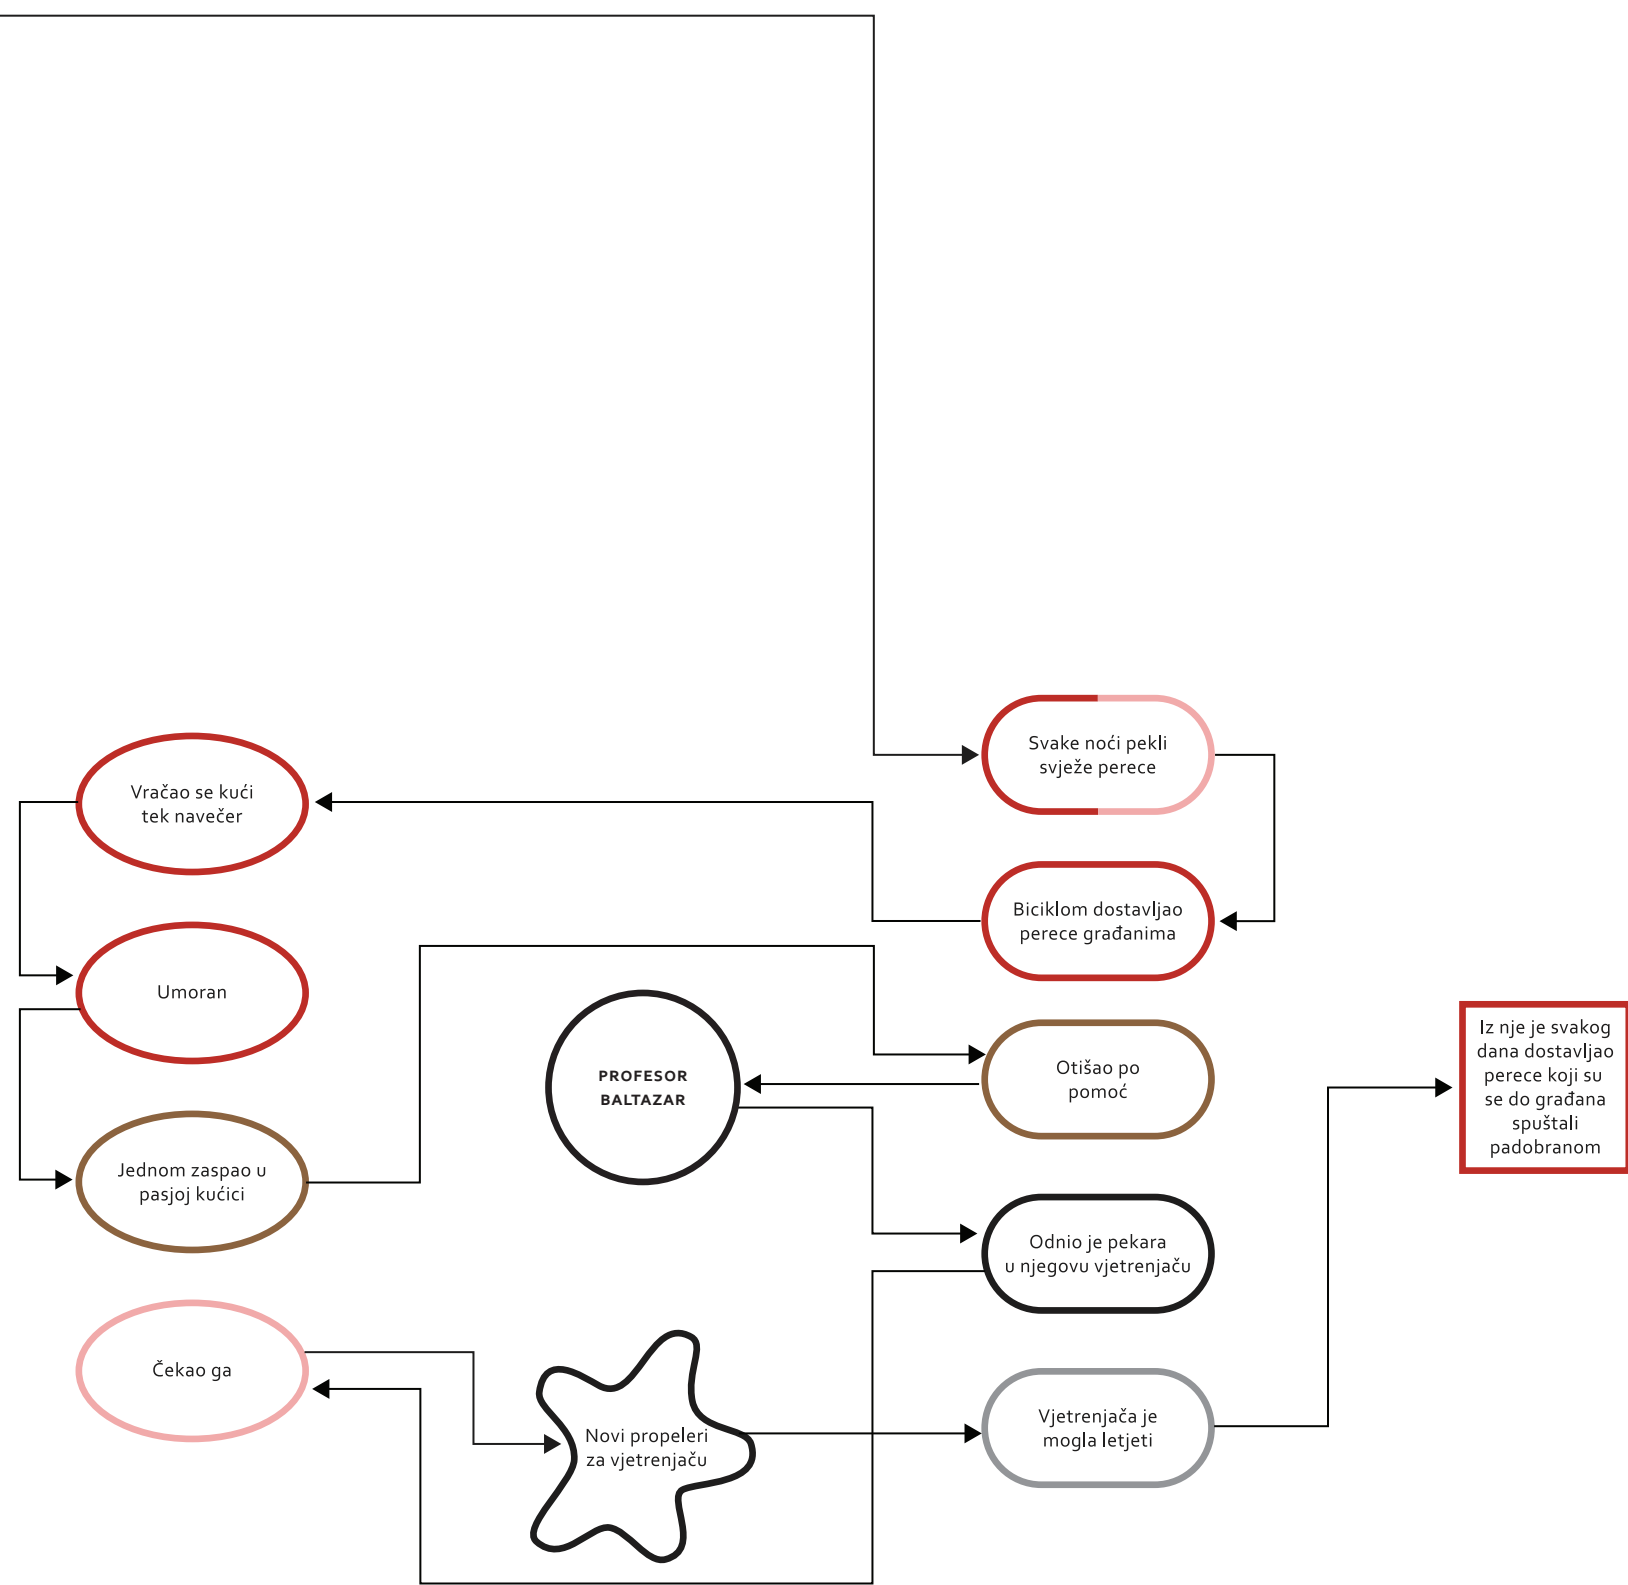 Svake noći pekli
svježe perece
Vračao se kući
tek navečer
Biciklom dostavljao
perece građanima
Umoran
Iz nje je svakog
dana dostavljao
perece koji su
se do građana
spuštali
padobranom
PROFESOR
BALTAZAR
Otišao po
pomoć
Jednom zaspao u
pasjoj kućici
Odnio je pekara
u njegovu vjetrenjaču
Čekao ga
Novi propeleri
za vjetrenjaču
Vjetrenjača je
mogla letjeti